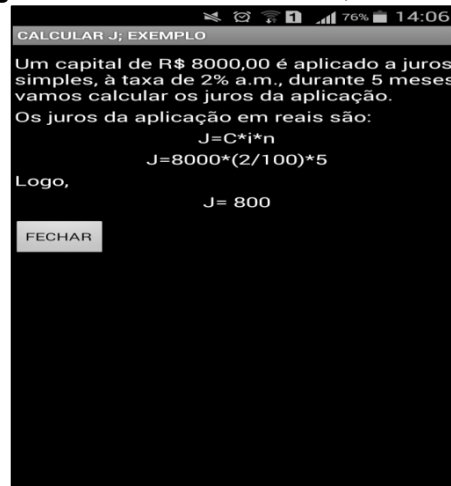 1 76% 14:06
CALCULAR J; EXEMPLO
Um capital de R$ 8000,00 é aplicado a juros
simples, à taxa de 2% a.m., durante 5 meses
vamos calcular os juros da aplicação.
Os juros da aplicação em reais são:
J=C*i*n
J=8000*(2/100)*5
Logo,
J= 800
FECHAR